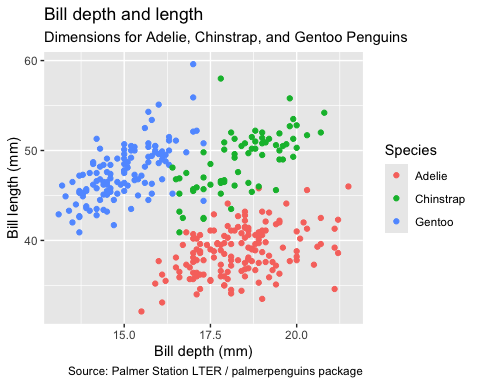 Bill depth and length
Dimensions for Adelie, Chinstrap, and Gentoo Penguins
60
50
40
Bill length (mm)
15.0 17.5 20.0
Bill depth (mm)
Species
Adelie
Chinstrap
Gentoo
Source: Palmer Station LTER / palmerpenguins package